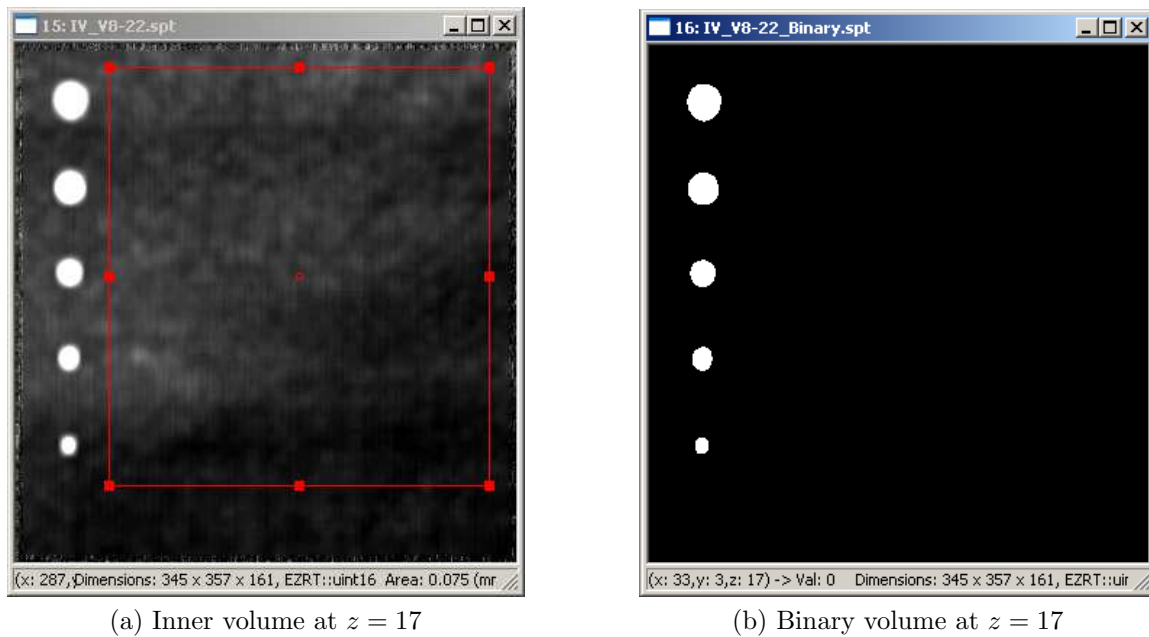 15: IV_V8-22.spt
(x: 287,y Dimensions: 345 x 357 x 161, EZRT::uint16 Area: 0.075 (mr
(a) Inner volume at z = 17
16: IV_V8-22_Binary.spt
(x: 33,y: 3,z: 17) -> Val: 0 Dimensions: 345 x 357 x 161, EZRT::uir
(b) Binary volume at z = 17